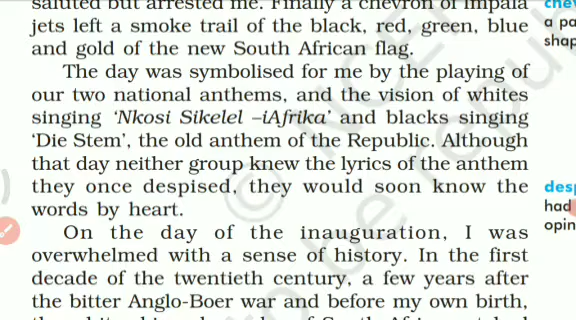 saluted but arrested me. Finally a chevron of Impala
jets left a smoke trail of the black, red, green, blue
and gold of the new South African flag.
The day was symbolised for me by the playing of
our two national anthems, and the vision of whites
singing ‘Nkosi Sikelel –iAfrika’ and blacks singing
‘Die Stem’, the old anthem of the Republic. Although
that day neither group knew the lyrics of the anthem
they once despised, they would soon know the
words by heart.
On the day of the inauguration, I was
overwhelmed with a sense of history. In the first
decade of the twentieth century, a few years after
the bitter Anglo-Boer war and before my own birth,
a pa
shap
desp
had
opin
© NCE
to be repub